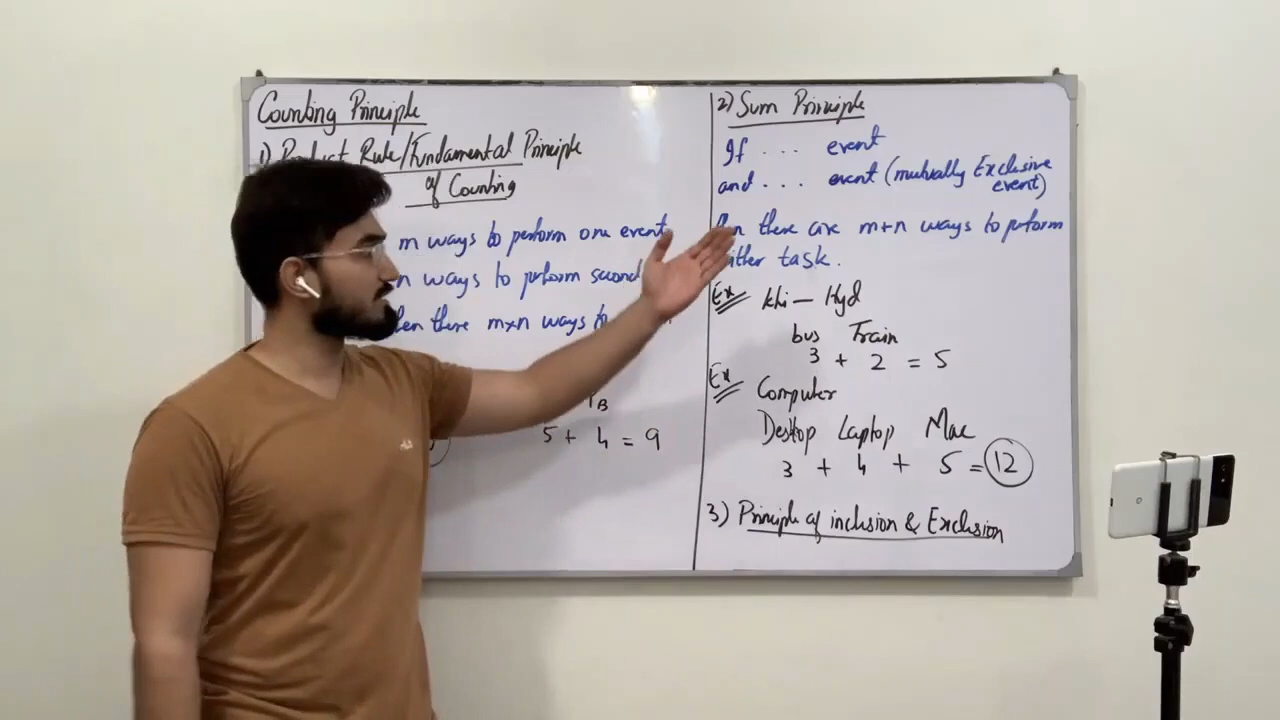 Counting Principle
1) Product Rule/Fundamental Principle
of Counting
m ways to perform one event
n ways to perform second
then there m×n ways to
B
5 + 4 = 9
2) Sum Principle
If ... event
and ... event (mutually Exclusive
event)
then there are m+n ways to perform
either task.
Ex Khi – Hyd
bus Train
3 + 2 = 5
Ex Computer
Desktop Laptop Mac
3 + 4 + 5 = 12
3) Principle of inclusion & Exclusion